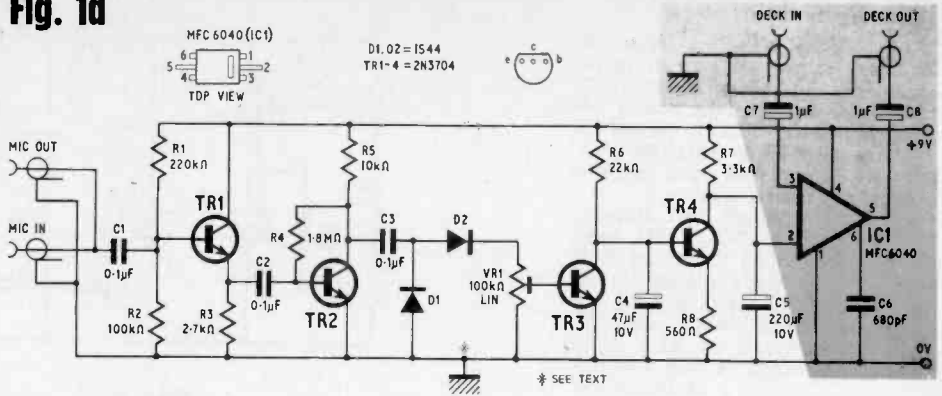 Fig. 1a
MFC 6040 (IC1)
6 1
5 2
4 3
TOP VIEW
D1,02 = IS44
TR1-4 = 2N3704
c
e b
DECK IN
DECK OUT
C7 1µF
1µF C8
+9V
MIC OUT
MIC IN
C1
0·1µF
R1
220kΩ
R2
100kΩ
TR1
R3
2·7kΩ
C2
0·1µF
R4
1·8MΩ
R5
10kΩ
TR2
C3
0·1µF
D1
D2
VR1
100kΩ
LIN
R6
22kΩ
TR3
C4
47µF
10V
TR4
R7
3·3kΩ
R8
560Ω
C5
220µF
10V
3
2
4
5
6
1
IC1
MFC6040
C6
680pF
0V
*
* SEE TEXT